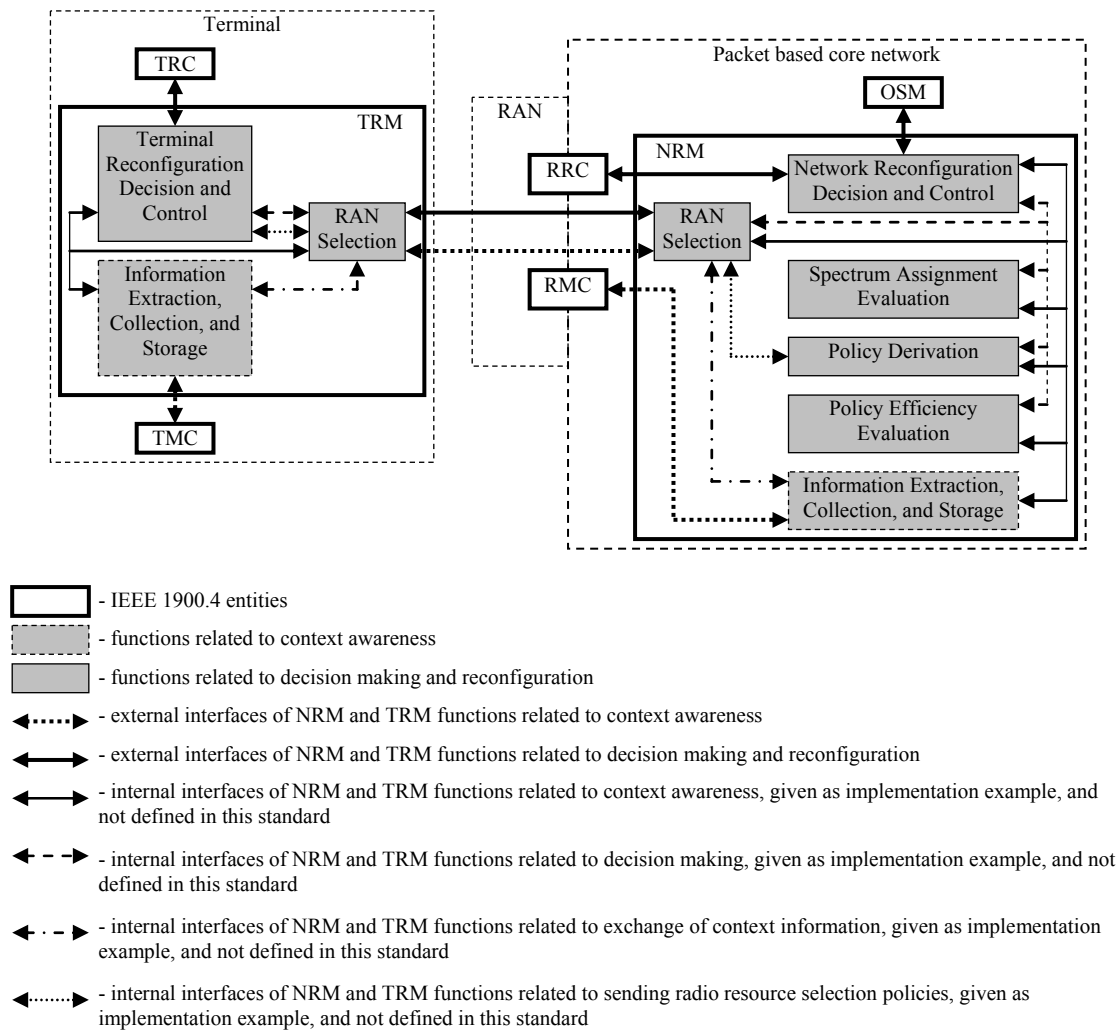 Terminal
TRC
TRM
Terminal
Reconfiguration
Decision and
Control
RAN
Selection
Information
Extraction,
Collection, and
Storage
TMC
RAN
RRC
RMC
Packet based core network
OSM
NRM
Network Reconfiguration
Decision and Control
RAN
Selection
Spectrum Assignment
Evaluation
Policy Derivation
Policy Efficiency
Evaluation
Information Extraction,
Collection, and Storage
- IEEE 1900.4 entities
- functions related to context awareness
- functions related to decision making and reconfiguration
- external interfaces of NRM and TRM functions related to context awareness
- external interfaces of NRM and TRM functions related to decision making and reconfiguration
- internal interfaces of NRM and TRM functions related to context awareness, given as implementation example, and
not defined in this standard
- internal interfaces of NRM and TRM functions related to decision making, given as implementation example, and not
defined in this standard
- internal interfaces of NRM and TRM functions related to exchange of context information, given as implementation
example, and not defined in this standard
- internal interfaces of NRM and TRM functions related to sending radio resource selection policies, given as
implementation example, and not defined in this standard